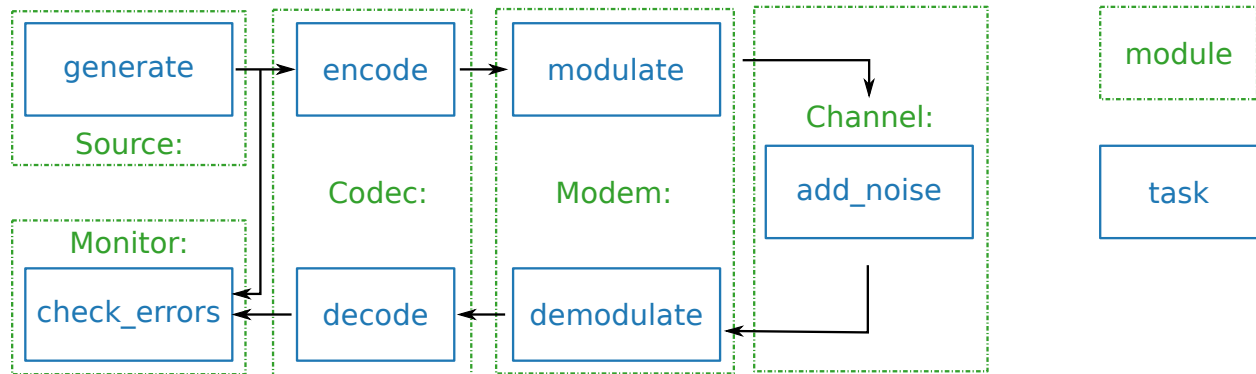 generate
encode
modulate
module
Source:
Channel:
Codec:
Modem:
add_noise
task
Monitor:
check_errors
decode
demodulate